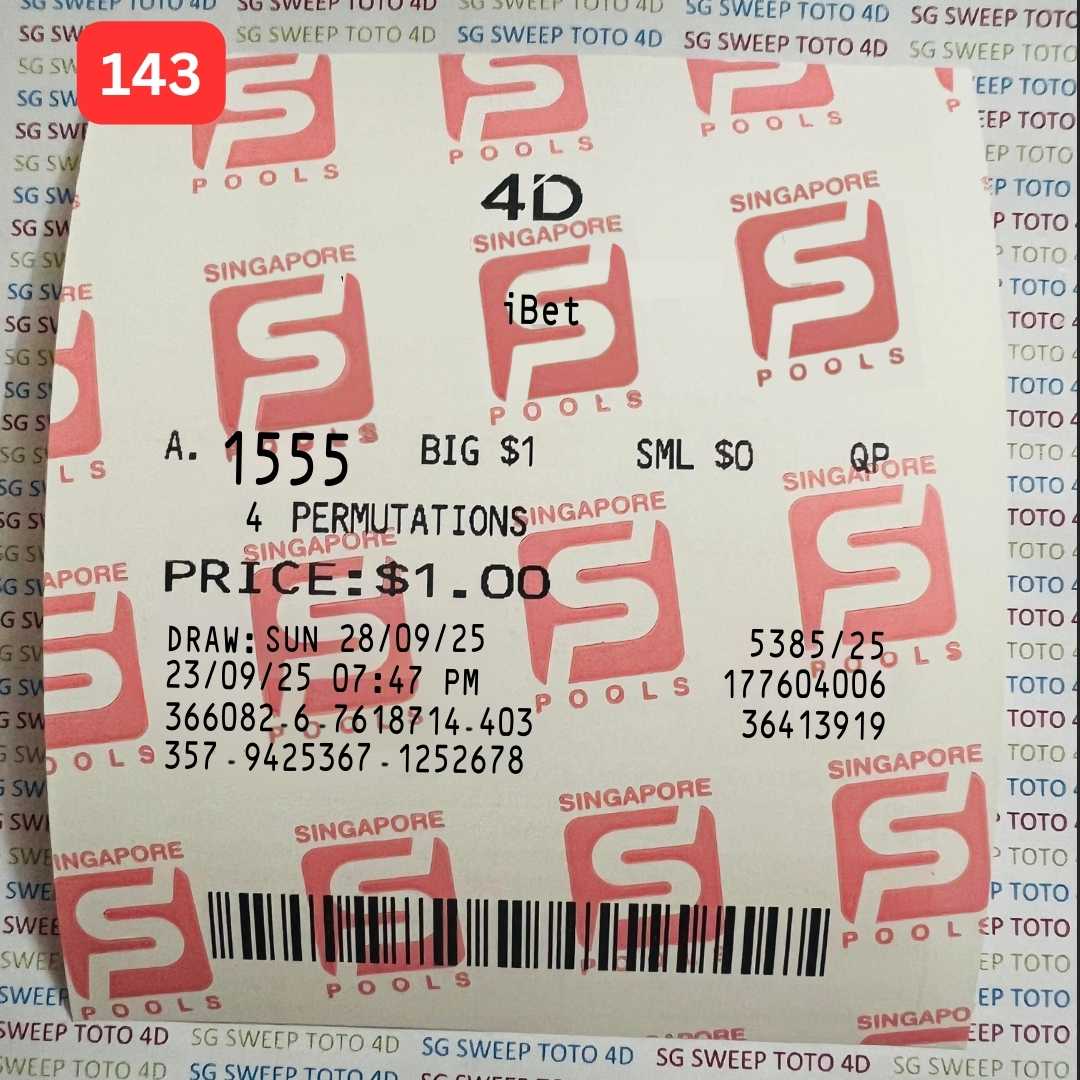 143
4D
iBet
A. 1555 BIG $1 SML $0 QP
4 PERMUTATIONS
PRICE:$1.00
DRAW: SUN 28/09/25 5385/25
23/09/25 07:47 PM 177604006
366082-6-7618714-403 36413919
357-9425367-1252678
SINGAPORE
POOLS
SG SWEEP TOTO 4D